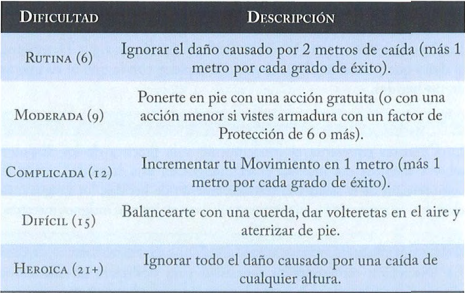 DIFICULTAD DESCRIPCIÓN
Ignorar el daño causado por 2 metros de caída (más 1
RUTINA (6)
metro por cada grado de éxito).
Ponerte en pie con una acción gratuita (o con una
MODERADA (9) acción menor si vistes armadura con un factor de
Protección de 6 o más).
Incrementar tu Movimiento en 1 metro (más 1
COMPLICADA (12)
metro por cada grado de éxito).
Balancearte con una cuerda, dar volteretas en el aire y
DIFÍCIL (15)
aterrizar de pie.
Ignorar todo el daño causado por una caída de
HEROICA (21+)
cualquier altura.